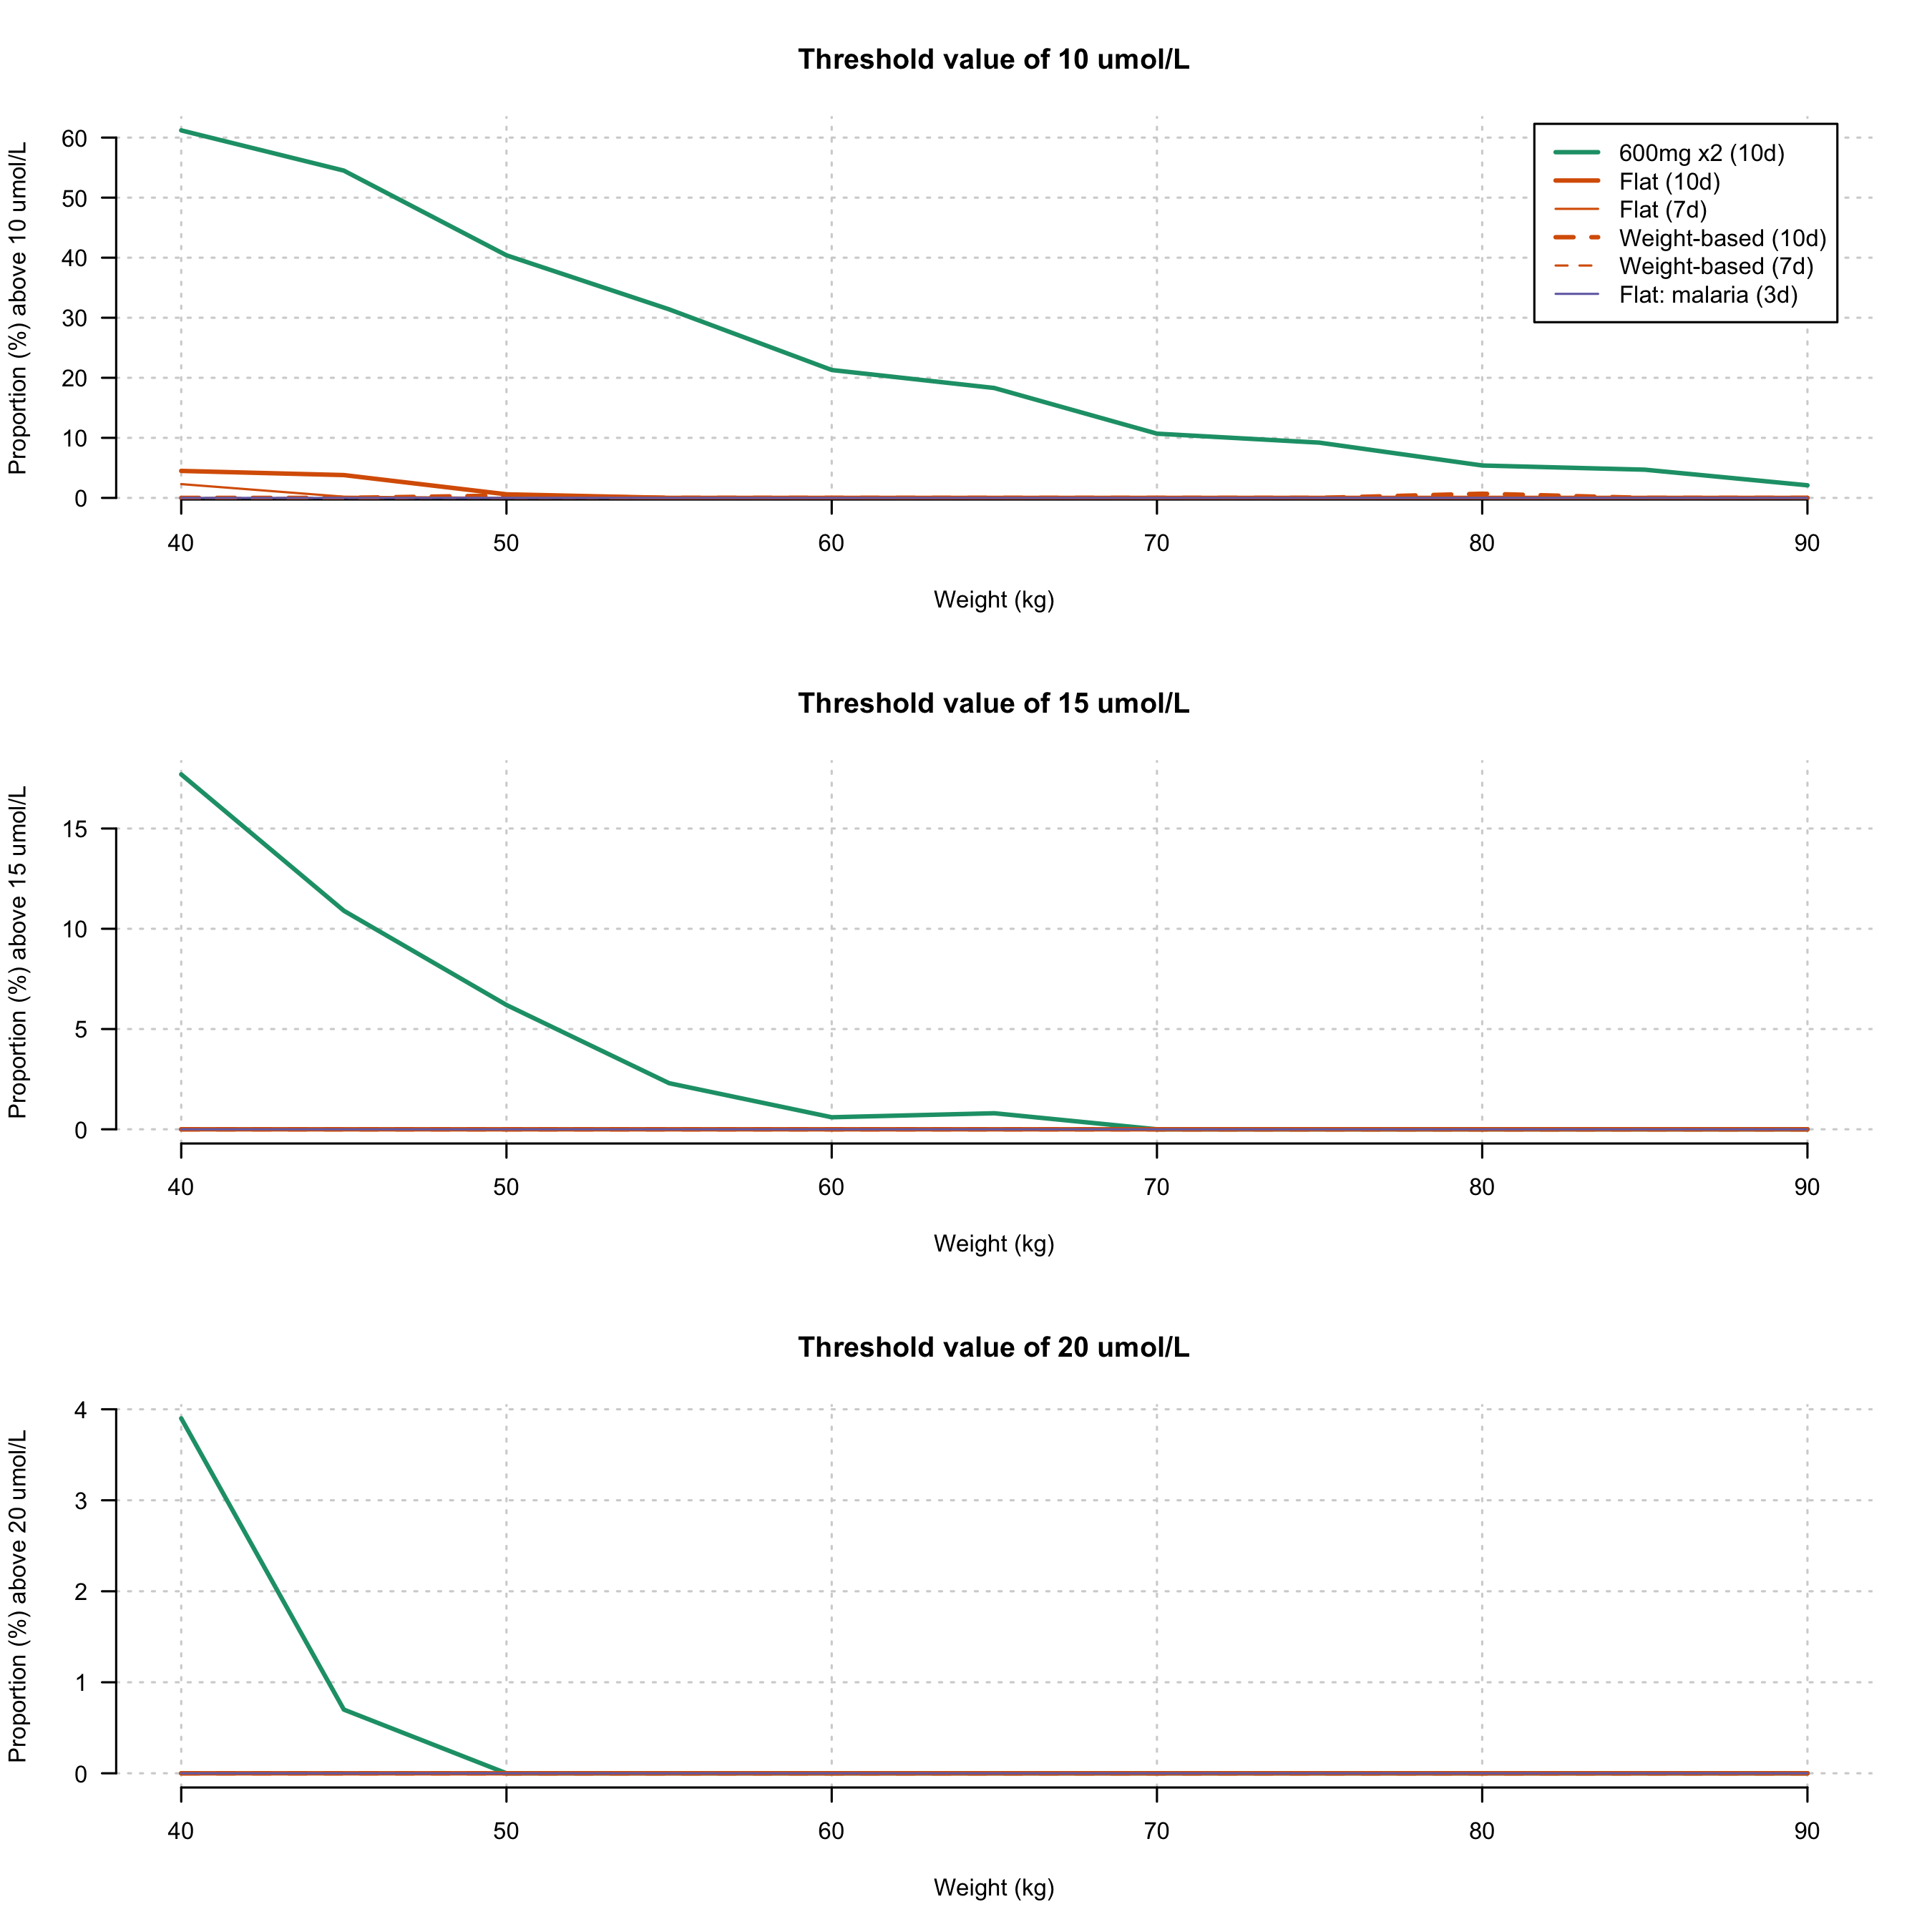 Threshold value of 10 umol/L
Proportion (%) above 10 umol/L
60
50
40
30
20
10
0
600mg x2 (10d)
Flat (10d)
Flat (7d)
Weight-based (10d)
Weight-based (7d)
Flat: malaria (3d)
40 50 60 70 80 90
Weight (kg)
Threshold value of 15 umol/L
Proportion (%) above 15 umol/L
15
10
5
0
40 50 60 70 80 90
Weight (kg)
Threshold value of 20 umol/L
Proportion (%) above 20 umol/L
4
3
2
1
0
40 50 60 70 80 90
Weight (kg)